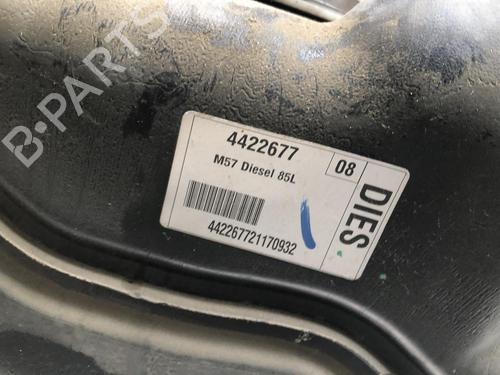 B-PARTS
4422677
08
M57 Diesel 85L
DIES
442267721170932